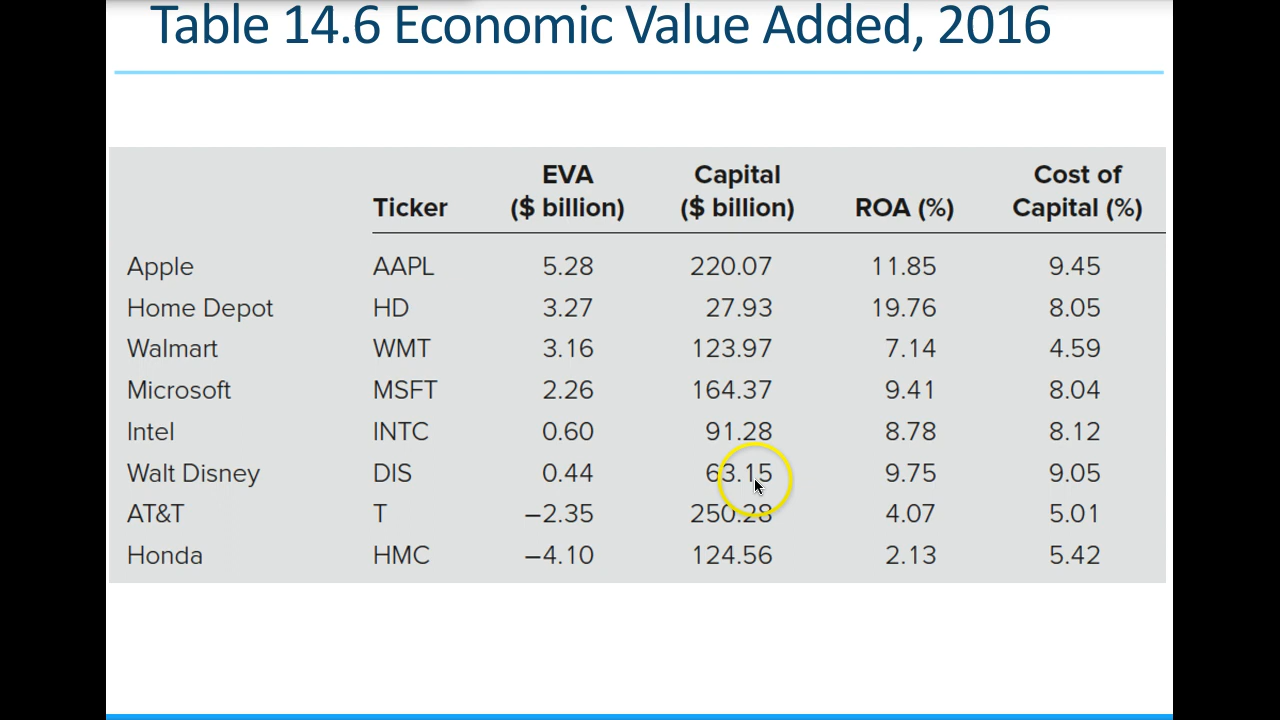 Table 14.6 Economic Value Added, 2016
EVA Capital Cost of
Ticker ($ billion) ($ billion) ROA (%) Capital (%)
Apple AAPL 5.28 220.07 11.85 9.45
Home Depot HD 3.27 27.93 19.76 8.05
Walmart WMT 3.16 123.97 7.14 4.59
Microsoft MSFT 2.26 164.37 9.41 8.04
Intel INTC 0.60 91.28 8.78 8.12
Walt Disney DIS 0.44 63.15 9.75 9.05
AT&T T –2.35 250.28 4.07 5.01
Honda HMC –4.10 124.56 2.13 5.42